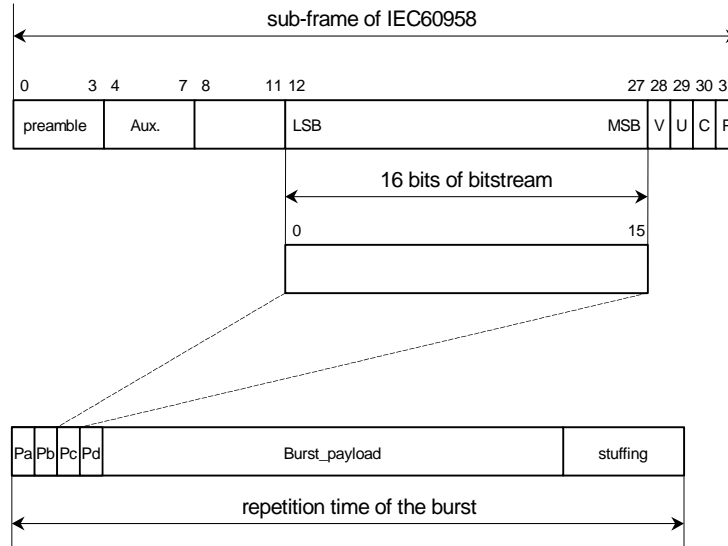 sub-frame of IEC60958
0 3 4 7 8 11 12 27 28 29 30 3
preamble Aux. LSB MSB V U C P
16 bits of bitstream
0 15
Pa Pb Pc Pd Burst_payload stuffing
repetition time of the burst